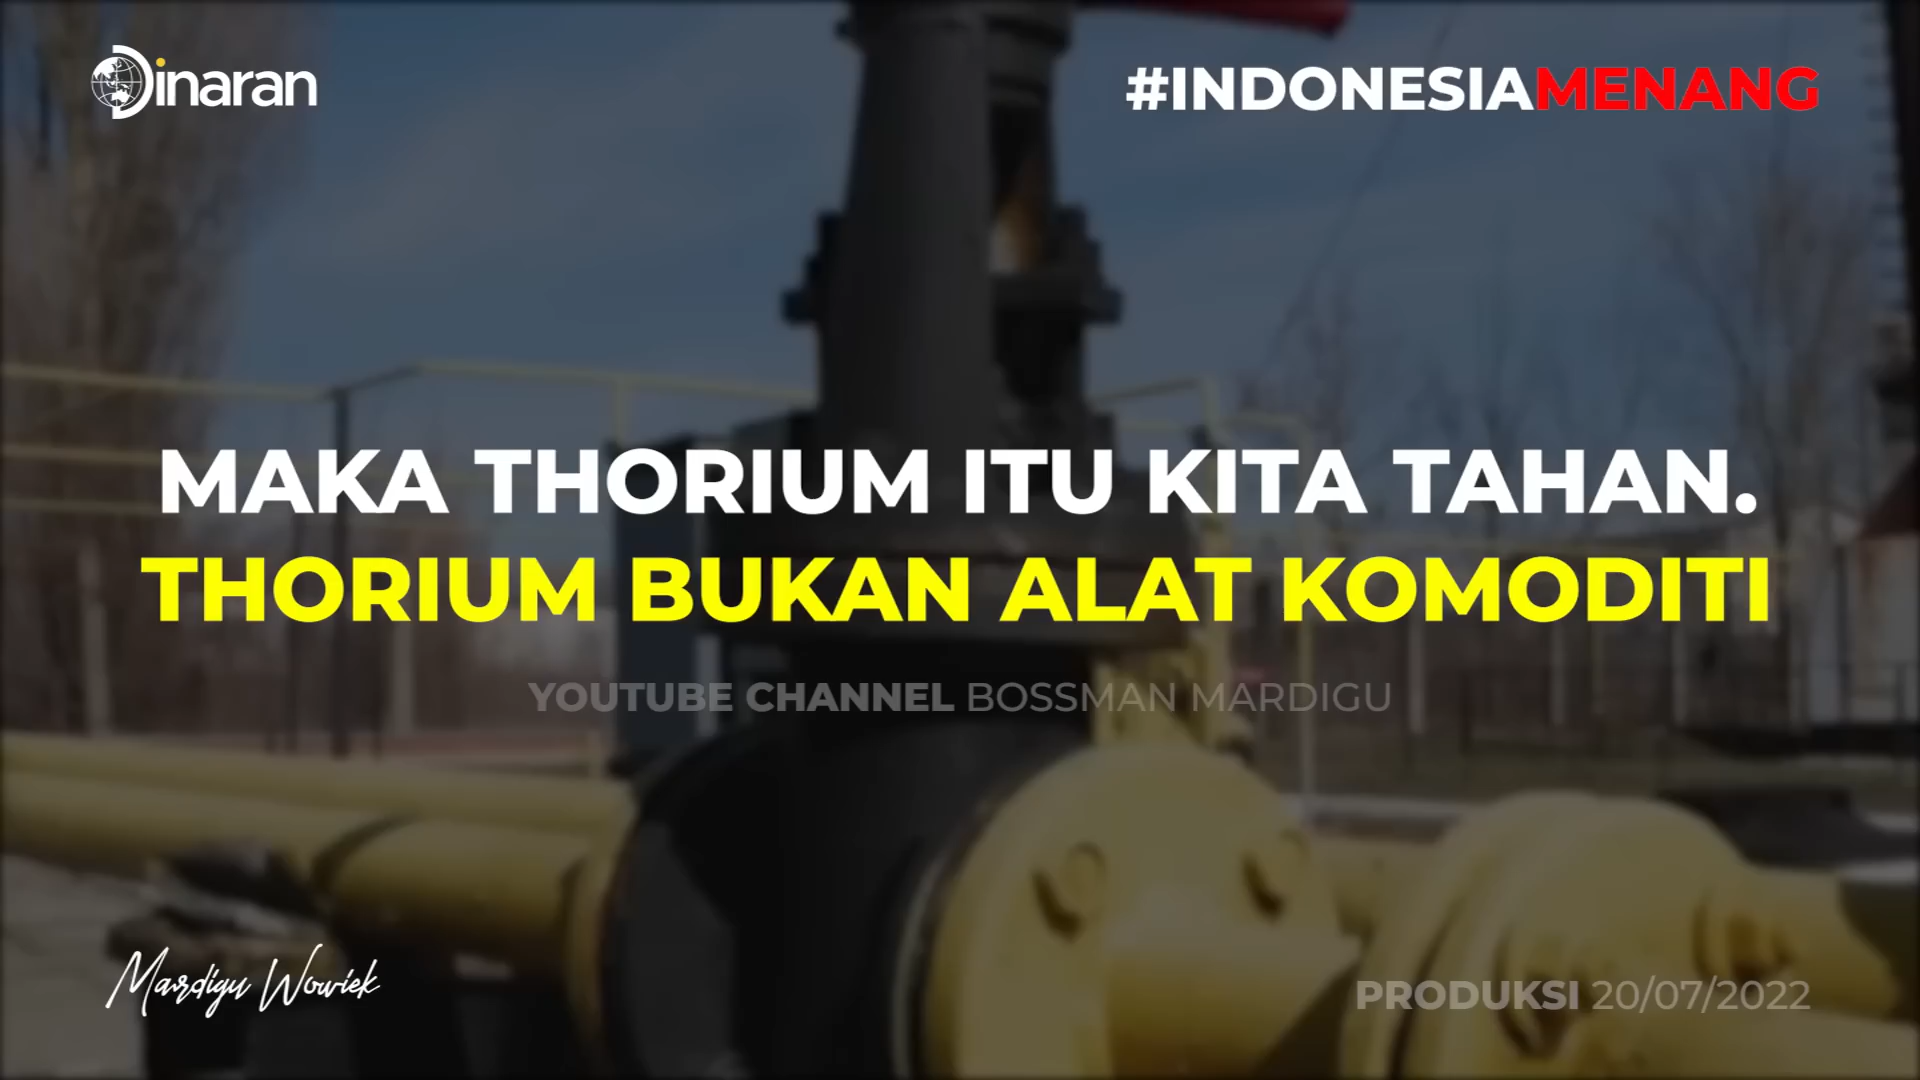 Dinaran
#INDONESIAMENANG
MAKA THORIUM ITU KITA TAHAN.
THORIUM BUKAN ALAT KOMODITI
YOUTUBE CHANNEL BOSSMAN MARDIGU
Mardigu Wowiek
PRODUKSI 20/07/2022